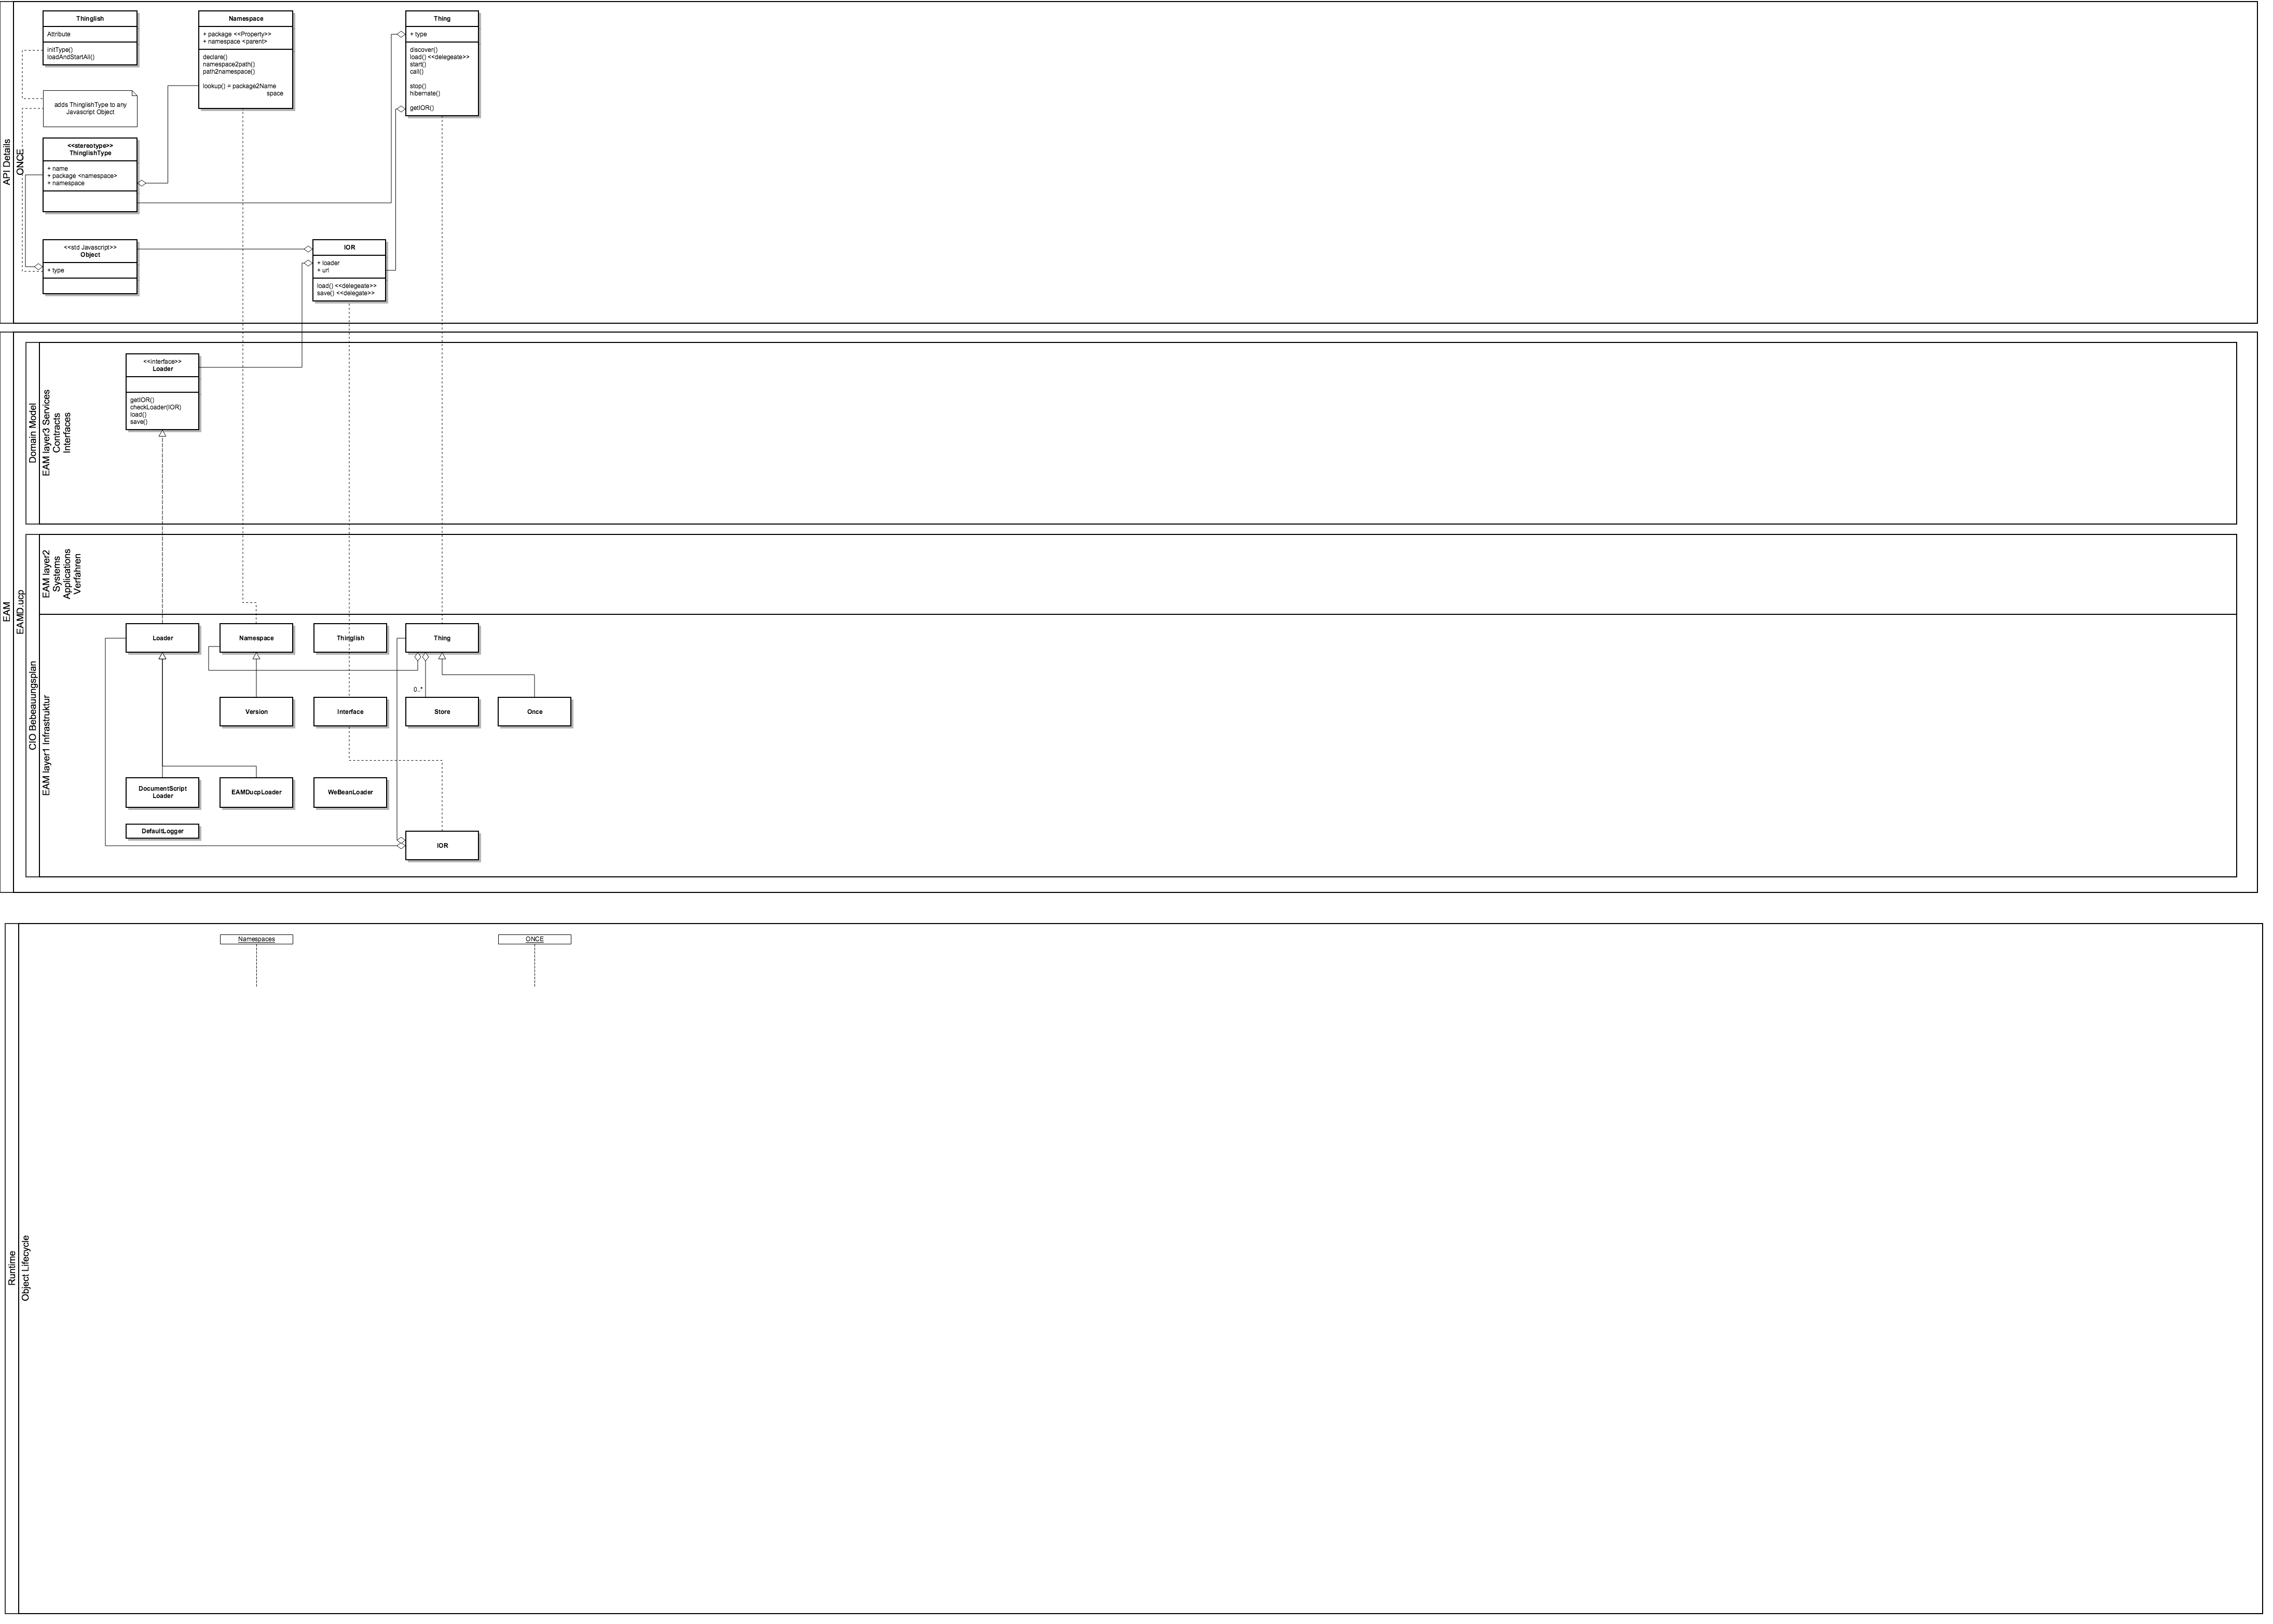 API Details
ONCE
Thinglish
Attribute
initType()
loadAndStartAll()
Namespace
+ package <<Property>>
+ namespace <parent>
declare()
namespace2path()
path2namespace()
lookup() = package2Name
space
Thing
+ type
discover()
load() <<delegeate>>
start()
call()
stop()
hibernate()
getIOR()
adds ThinglishType to any
Javascript Object
<<stereotype>>
ThinglishType
+ name
+ package <namespace>
+ namespace
<<std Javascript>>
Object
+ type
IOR
+ loader
+ url
load() <<delegeate>>
save() <<delegate>>
EAM
EAMD.ucp
Domain Model
EAM layer3 Services
Contracts
Interfaces
<<interface>>
Loader
getIOR()
checkLoader(IOR)
load()
save()
CIO Bebeauungsplan
EAM layer2
Systems
Applications
Verfahren
EAM layer1 Infrastruktur
Loader
Namespace
Thinglish
Thing
0..*
Version
Interface
Store
Once
DocumentScript
Loader
EAMDucpLoader
WeBeanLoader
DefaultLogger
IOR
Runtime
Object Lifecycle
Namespaces
ONCE